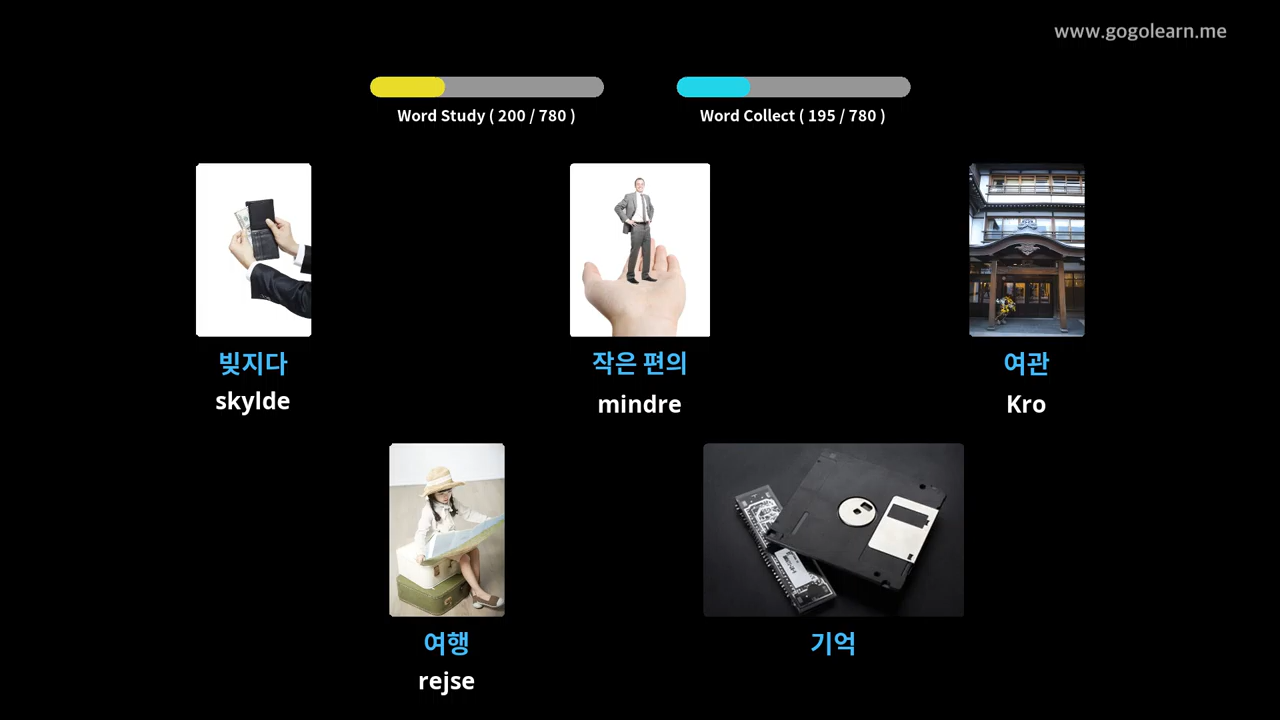 www.gogolearn.me
Word Study ( 200 / 780 )
Word Collect ( 195 / 780 )
빚지다
skylde
작은 편의
mindre
여관
Kro
여행
rejse
기억